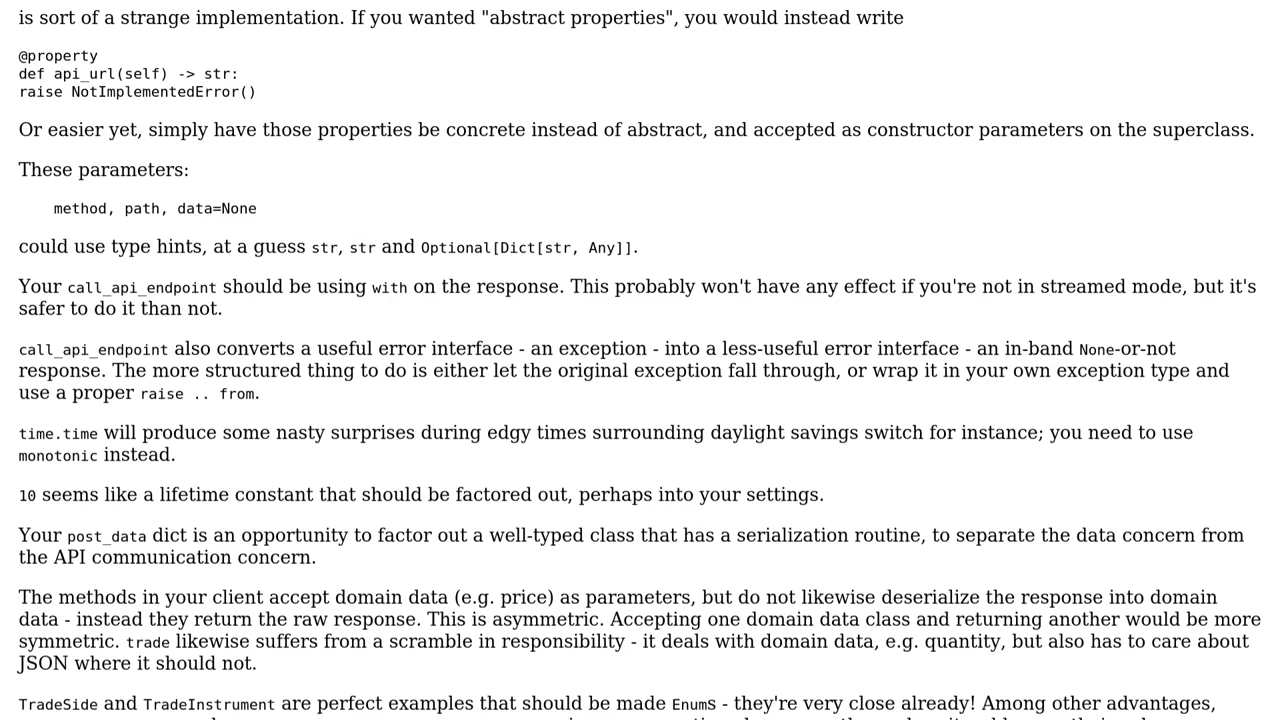 is sort of a strange implementation. If you wanted "abstract properties", you would instead write
@property
def api_url(self) -> str:
raise NotImplementedError()
Or easier yet, simply have those properties be concrete instead of abstract, and accepted as constructor parameters on the superclass.
These parameters:
method, path, data=None
could use type hints, at a guess str, str and Optional[Dict[str, Any]].
Your call_api_endpoint should be using with on the response. This probably won't have any effect if you're not in streamed mode, but it's
safer to do it than not.
call_api_endpoint also converts a useful error interface - an exception - into a less-useful error interface - an in-band None-or-not
response. The more structured thing to do is either let the original exception fall through, or wrap it in your own exception type and
use a proper raise .. from.
time.time will produce some nasty surprises during edgy times surrounding daylight savings switch for instance; you need to use
monotonic instead.
10 seems like a lifetime constant that should be factored out, perhaps into your settings.
Your post_data dict is an opportunity to factor out a well-typed class that has a serialization routine, to separate the data concern from
the API communication concern.
The methods in your client accept domain data (e.g. price) as parameters, but do not likewise deserialize the response into domain
data - instead they return the raw response. This is asymmetric. Accepting one domain data class and returning another would be more
symmetric. trade likewise suffers from a scramble in responsibility - it deals with domain data, e.g. quantity, but also has to care about
JSON where it should not.
TradeSide and TradeInstrument are perfect examples that should be made Enums - they're very close already! Among other advantages,